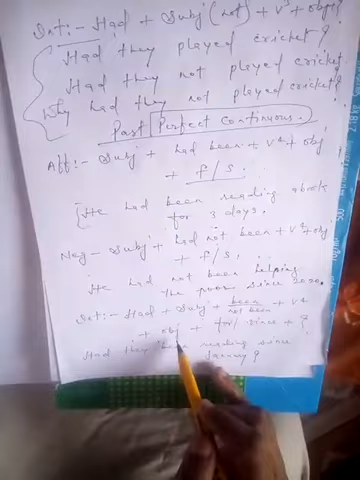 Int:- Had + Subj (not) + V³ + obj?
Had they played cricket?
Had they not played cricket
Why had they not played cricket?
Past Perfect Continuous.
Aff:- Subj + had been + V⁴ + obj
+ f/s.
He had been reading a book
for 3 days.
Neg- Subj + had not been + V⁴ + obj
+ f/s.
He had not been helping
the poor since 2000.
Int:- Had + Subj + been/not been + V⁴
+ obj + for/since + ?
Had they been reading since
January?